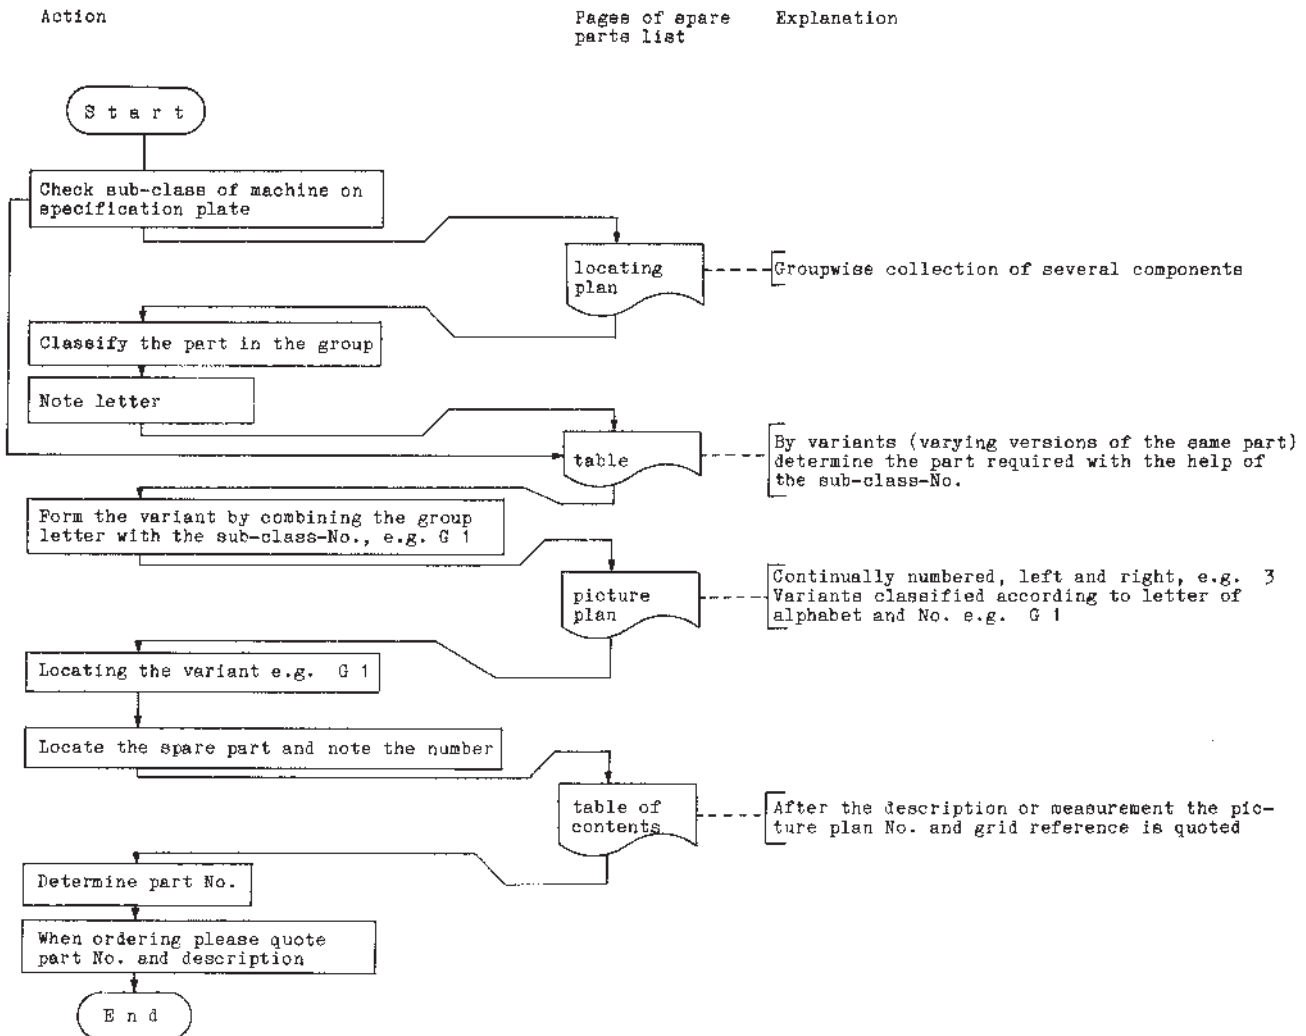 Action
Pages of spare
parts list
Explanation
S t a r t
Check sub-class of machine on
specification plate
locating
plan
Groupwise collection of several components
Classify the part in the group
Note letter
table
By variants (varying versions of the same part)
determine the part required with the help of
the sub-class-No.
Form the variant by combining the group
letter with the sub-class-No., e.g. G 1
picture
plan
Continually numbered, left and right, e.g. 3
Variants classified according to letter of
alphabet and No. e.g. G 1
Locating the variant e.g. G 1
Locate the spare part and note the number
table of
contents
After the description or measurement the pic-
ture plan No. and grid reference is quoted
Determine part No.
When ordering please quote
part No. and description
E n d